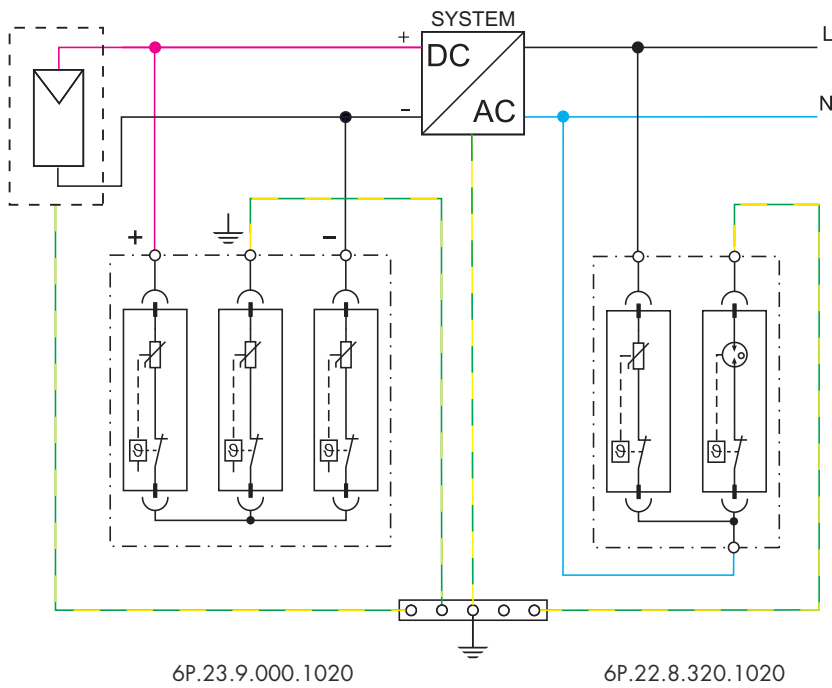 SYSTEM
+
DC
-
AC
L
N
+
-
ϑ
ϑ
ϑ
ϑ
ϑ
6P.23.9.000.1020
6P.22.8.320.1020